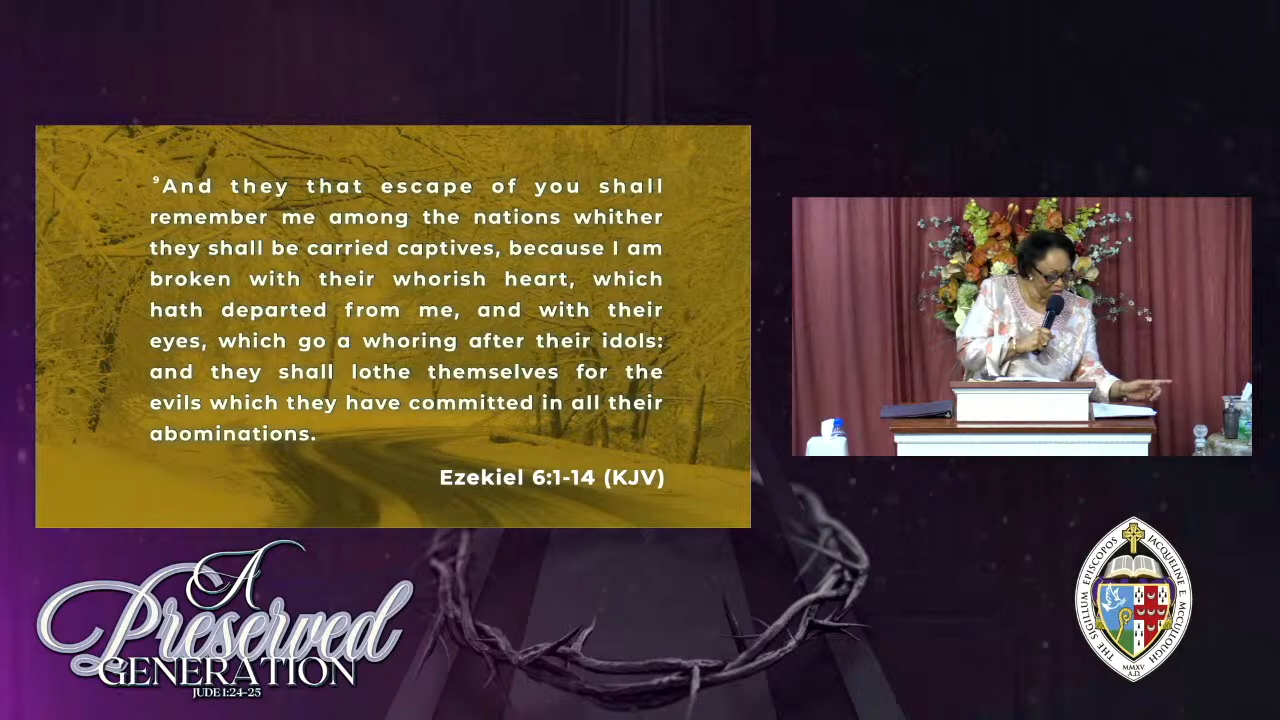 ⁹And they that escape of you shall
remember me among the nations whither
they shall be carried captives, because I am
broken with their whorish heart, which
hath departed from me, and with their
eyes, which go a whoring after their idols:
and they shall lothe themselves for the
evils which they have committed in all their
abominations.
Ezekiel 6:1-14 (KJV)
A
Preserved
GENERATION
JUDE 1:24-25
THE SIGILLUM EPISCOPOS JACQUELINE E. MCCULLOUGH
MMXV
A.D.